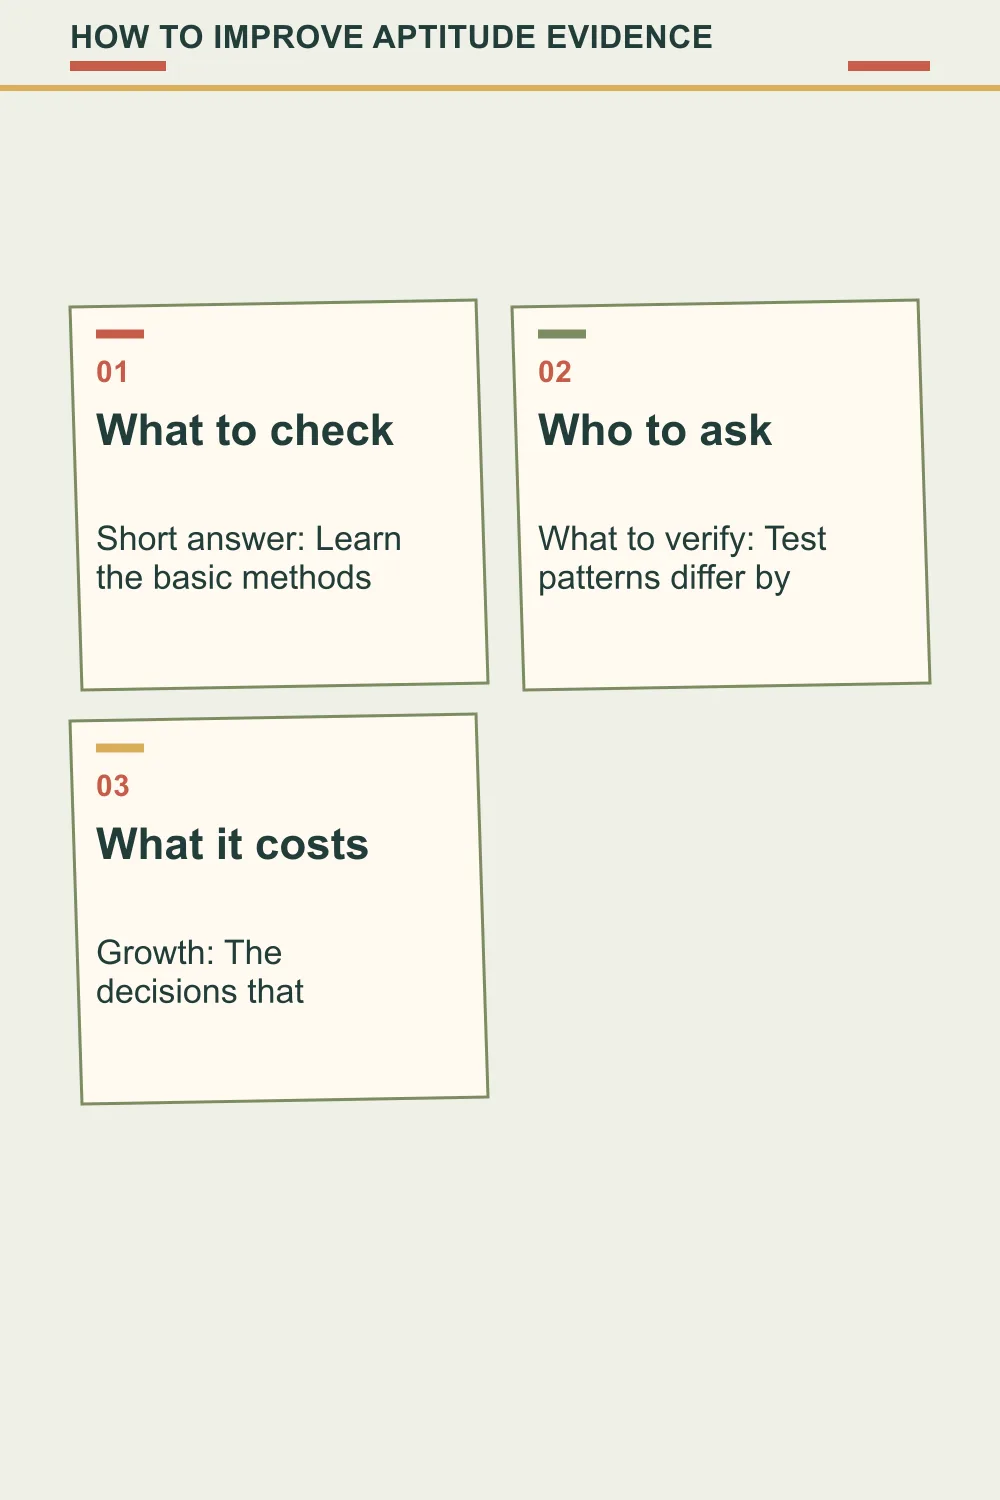 HOW TO IMPROVE APTITUDE EVIDENCE
01
What to check
Short answer: Learn
the basic methods
02
Who to ask
What to verify: Test
patterns differ by
03
What it costs
Growth: The
decisions that